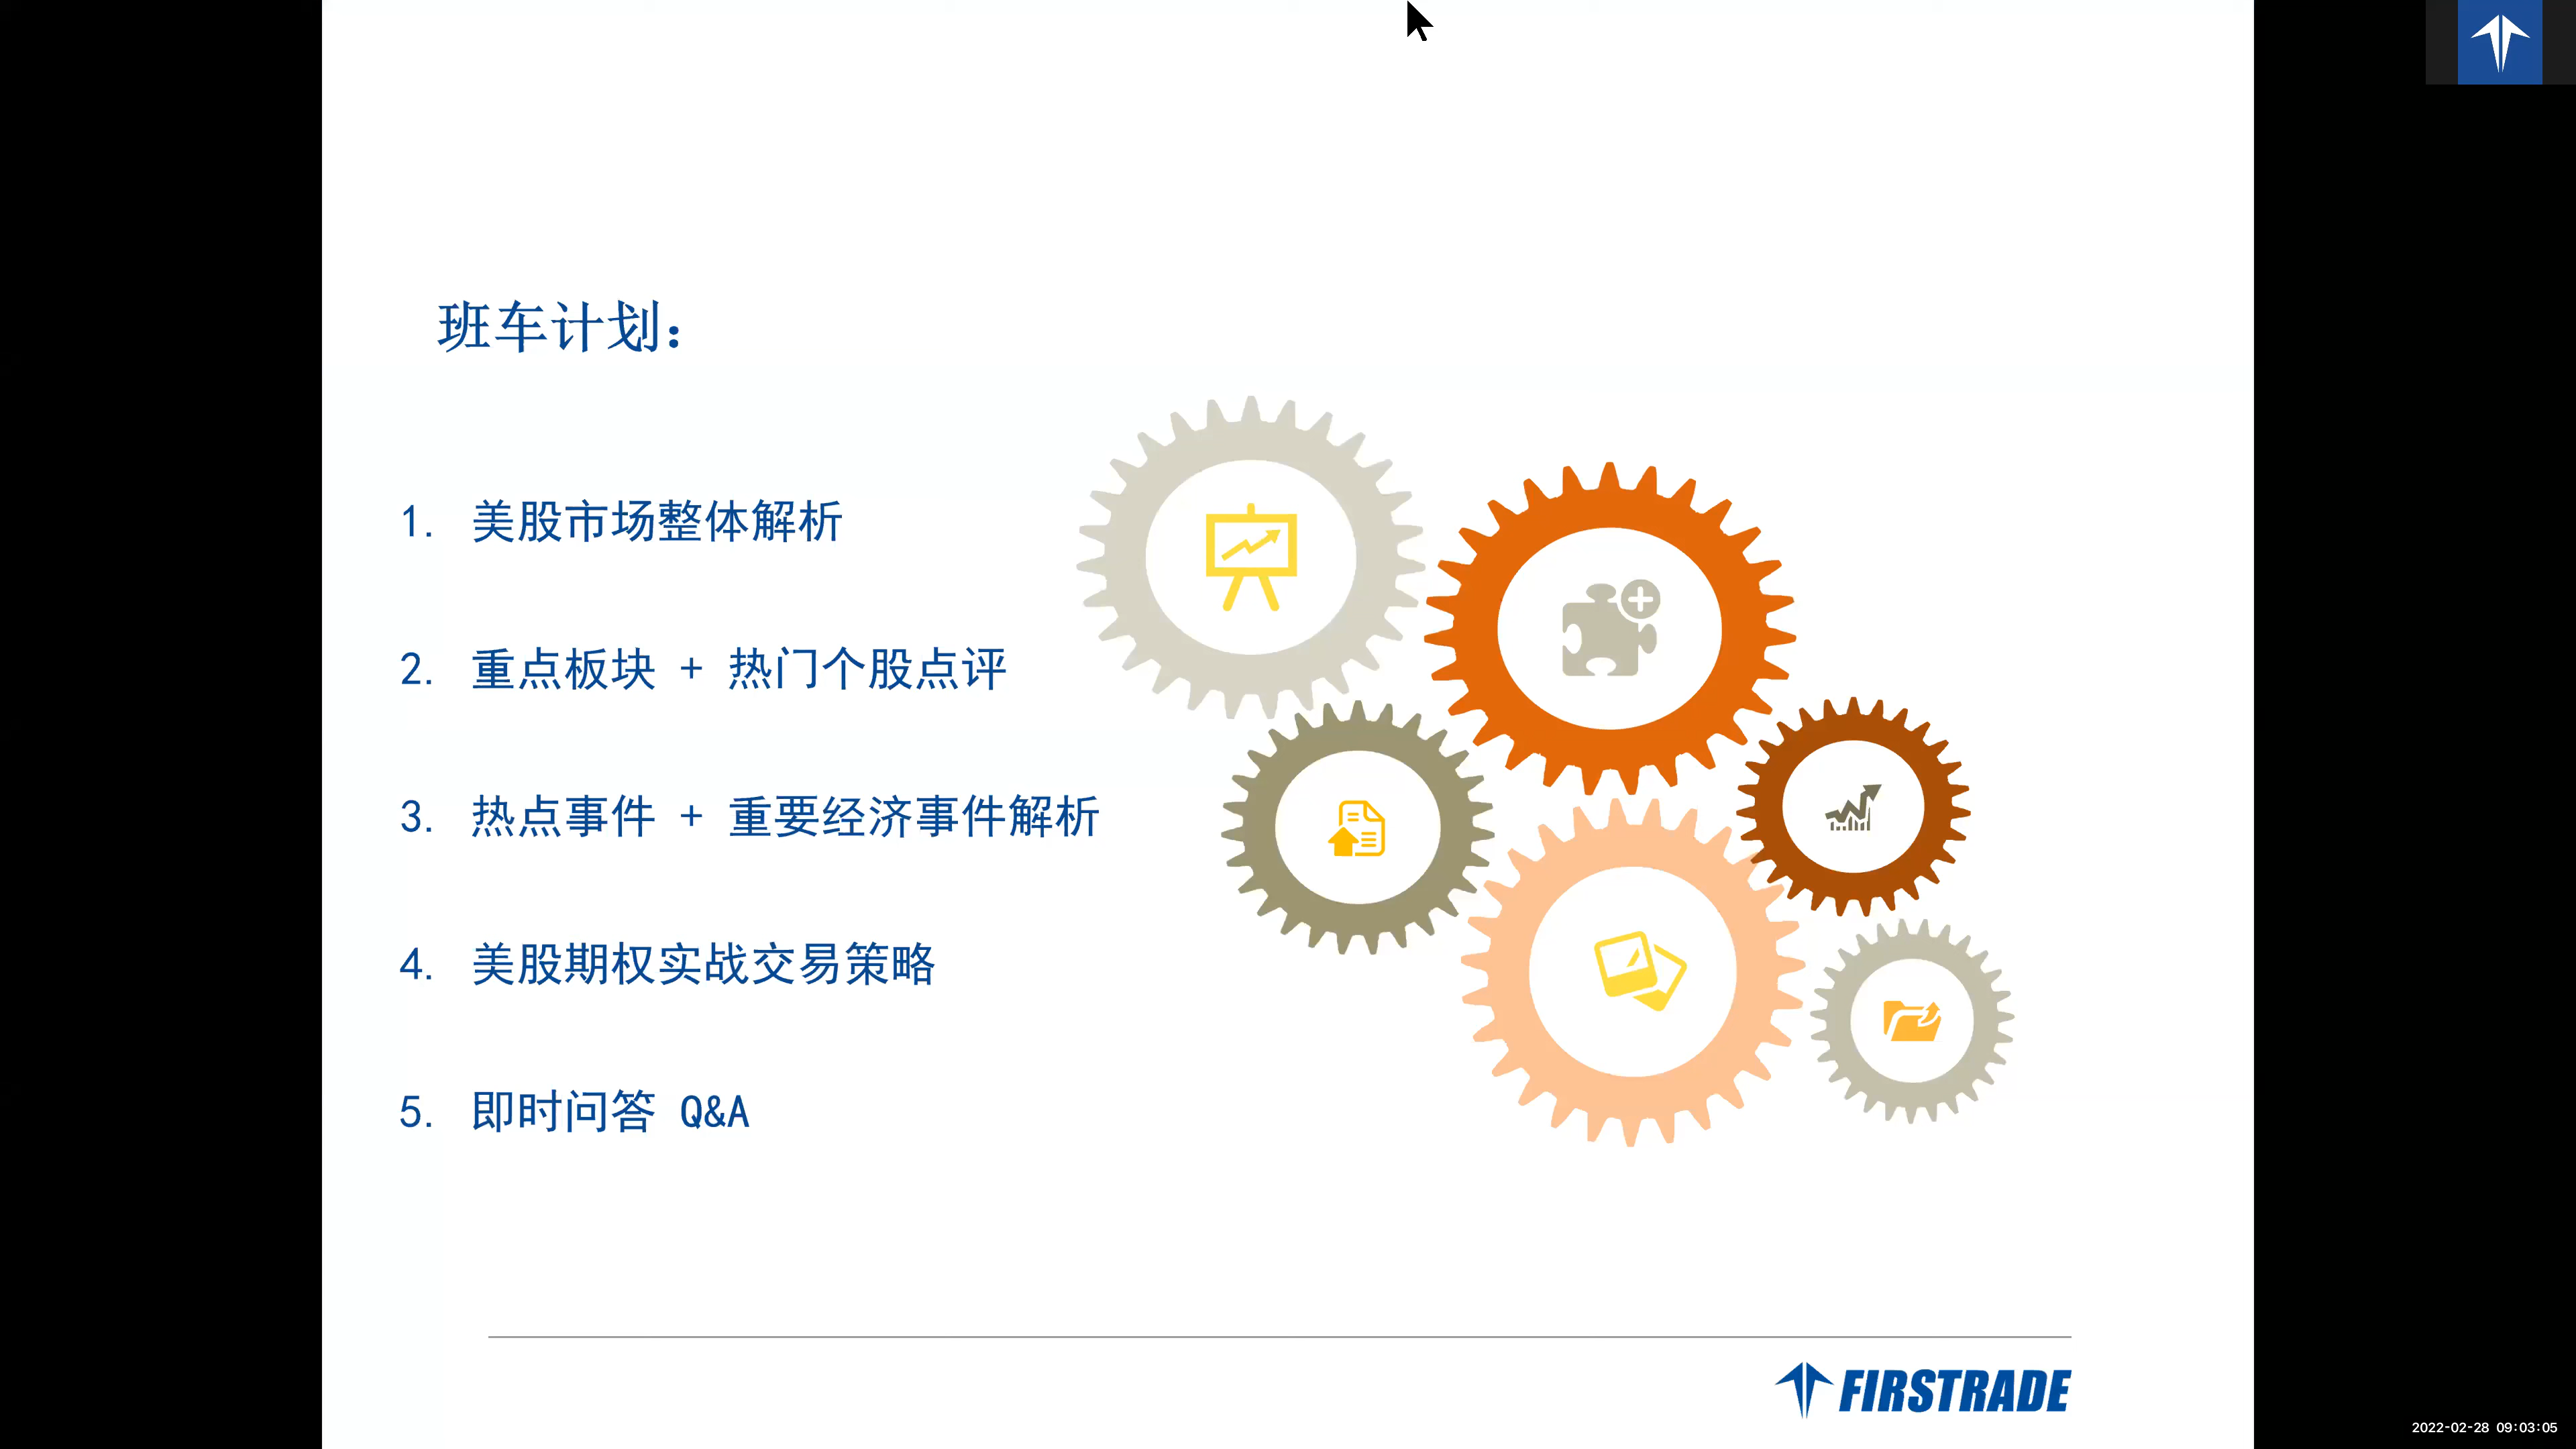 班车计划：
1. 美股市场整体解析
2. 重点板块 + 热门个股点评
3. 热点事件 + 重要经济事件解析
4. 美股期权实战交易策略
5. 即时问答 Q&A
FIRSTRADE
2022-02-28 09:03:05